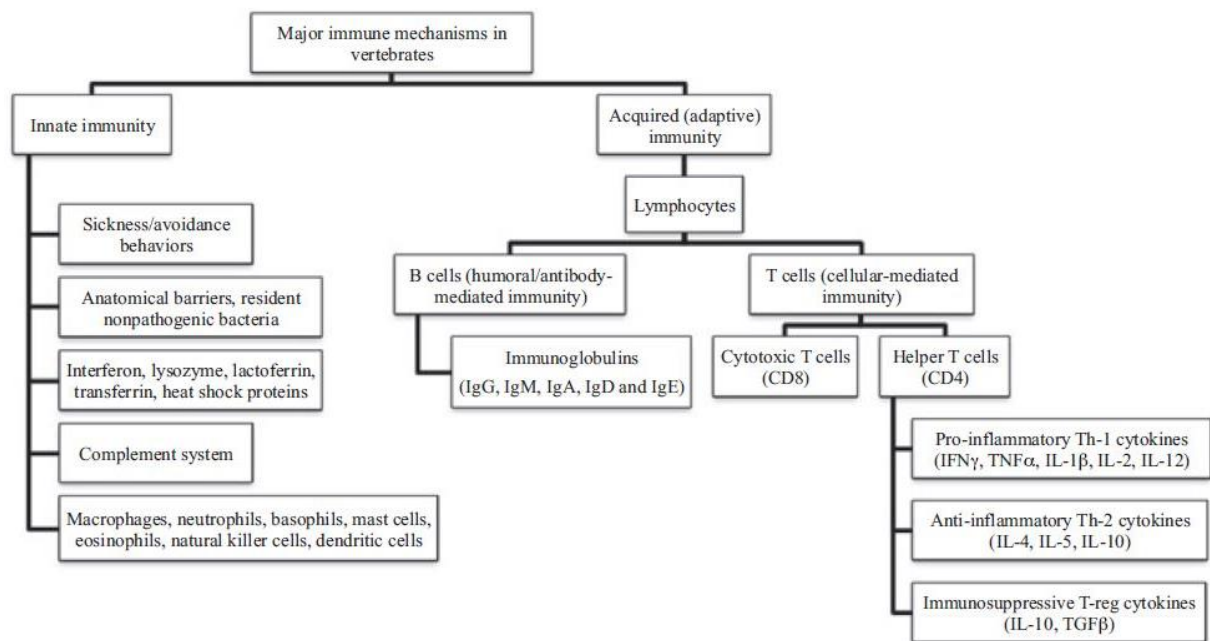 Major immune mechanisms in
vertebrates
Innate immunity
Acquired (adaptive)
immunity
Lymphocytes
Sickness/avoidance
behaviors
Anatomical barriers, resident
nonpathogenic bacteria
Interferon, lysozyme, lactoferrin,
transferrin, heat shock proteins
Complement system
Macrophages, neutrophils, basophils, mast cells,
eosinophils, natural killer cells, dendritic cells
B cells (humoral/antibody-
mediated immunity)
Immunoglobulins
(IgG, IgM, IgA, IgD and IgE)
T cells (cellular-mediated
immunity)
Cytotoxic T cells
(CD8)
Helper T cells
(CD4)
Pro-inflammatory Th-1 cytokines
(IFNγ, TNFα, IL-1β, IL-2, IL-12)
Anti-inflammatory Th-2 cytokines
(IL-4, IL-5, IL-10)
Immunosuppressive T-reg cytokines
(IL-10, TGFβ)